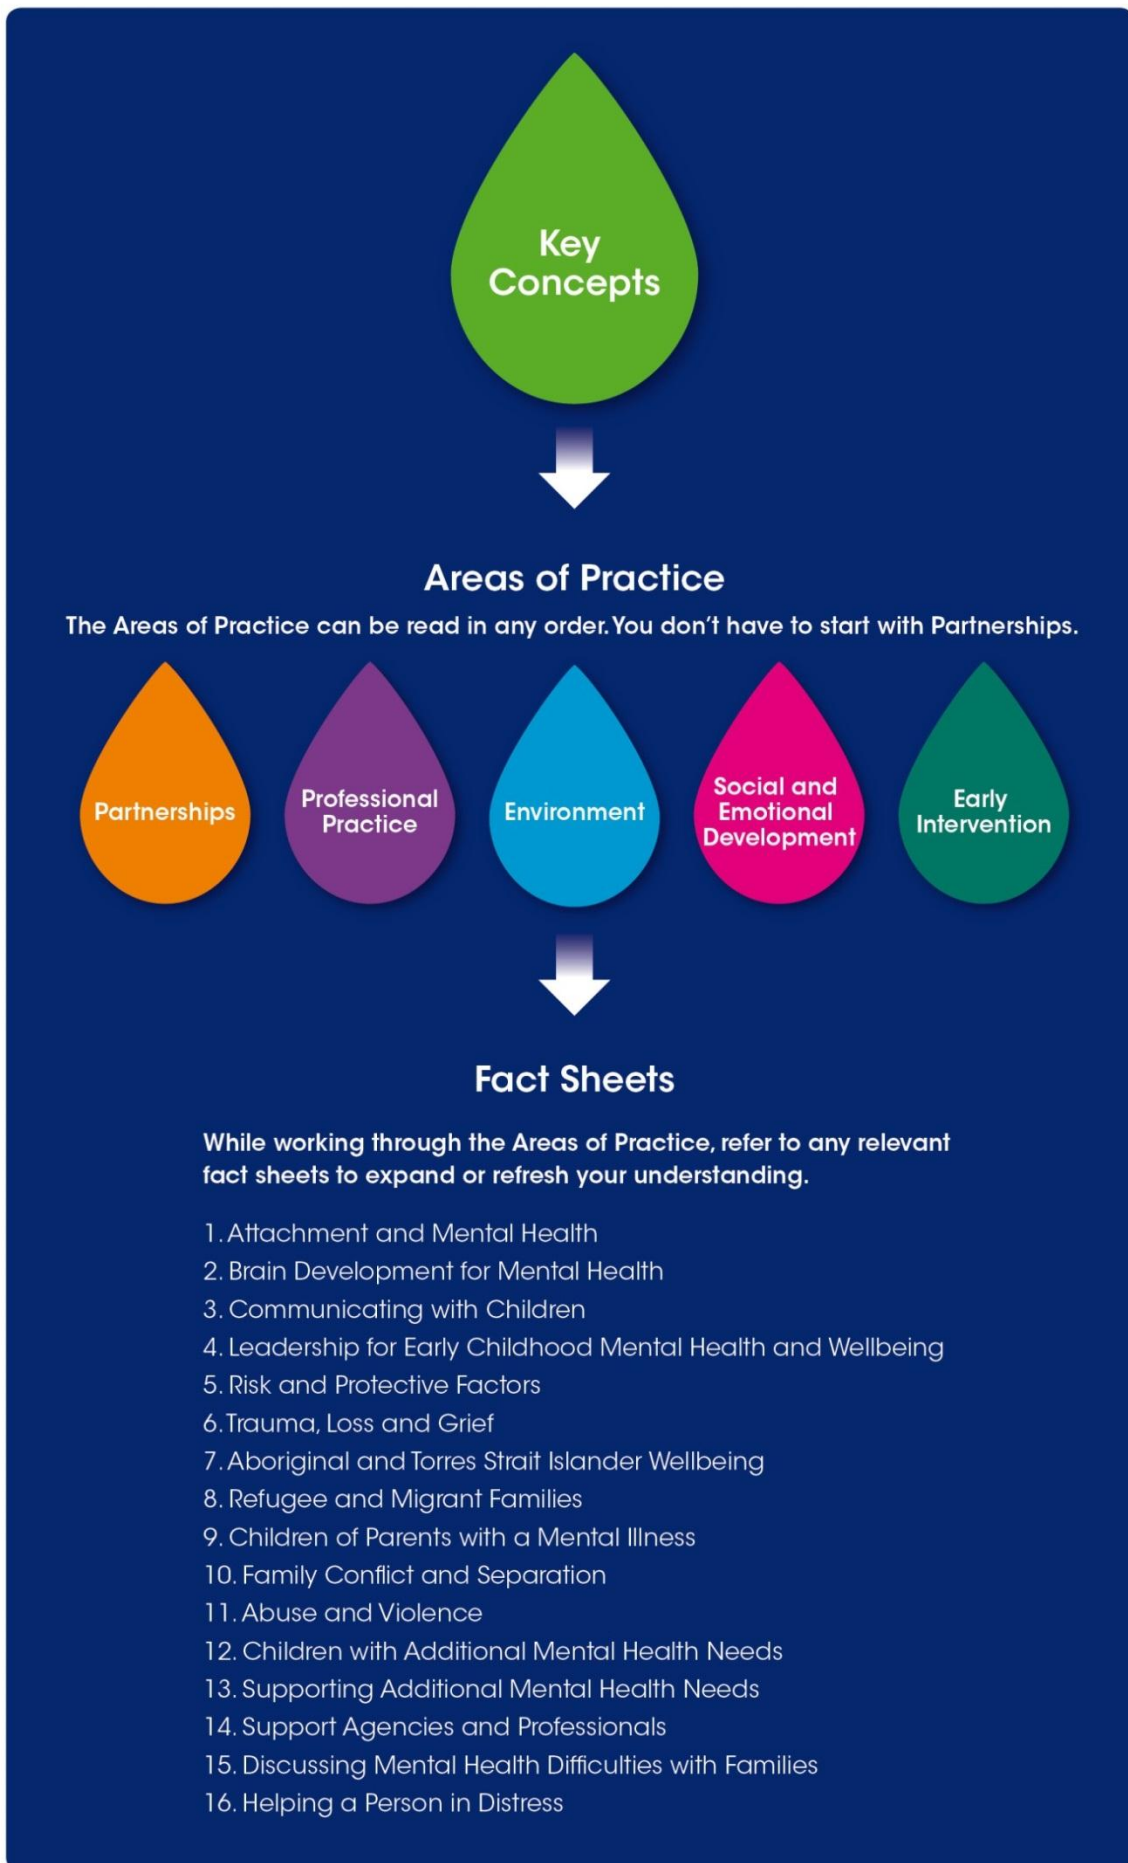 Key
Concepts
Areas of Practice
The Areas of Practice can be read in any order. You don't have to start with Partnerships.
Partnerships
Professional
Practice
Environment
Social and
Emotional
Development
Early
Intervention
Fact Sheets
While working through the Areas of Practice, refer to any relevant
fact sheets to expand or refresh your understanding.
1. Attachment and Mental Health
2. Brain Development for Mental Health
3. Communicating with Children
4. Leadership for Early Childhood Mental Health and Wellbeing
5. Risk and Protective Factors
6. Trauma, Loss and Grief
7. Aboriginal and Torres Strait Islander Wellbeing
8. Refugee and Migrant Families
9. Children of Parents with a Mental Illness
10. Family Conflict and Separation
11. Abuse and Violence
12. Children with Additional Mental Health Needs
13. Supporting Additional Mental Health Needs
14. Support Agencies and Professionals
15. Discussing Mental Health Difficulties with Families
16. Helping a Person in Distress